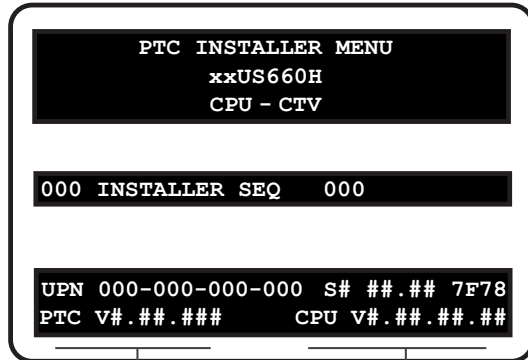 PTC INSTALLER MENU
xxUS660H
CPU - CTV
000 INSTALLER SEQ 000
UPN 000-000-000-000 S# ##.## 7F78
PTC V#.##.### CPU V#.##.##.##